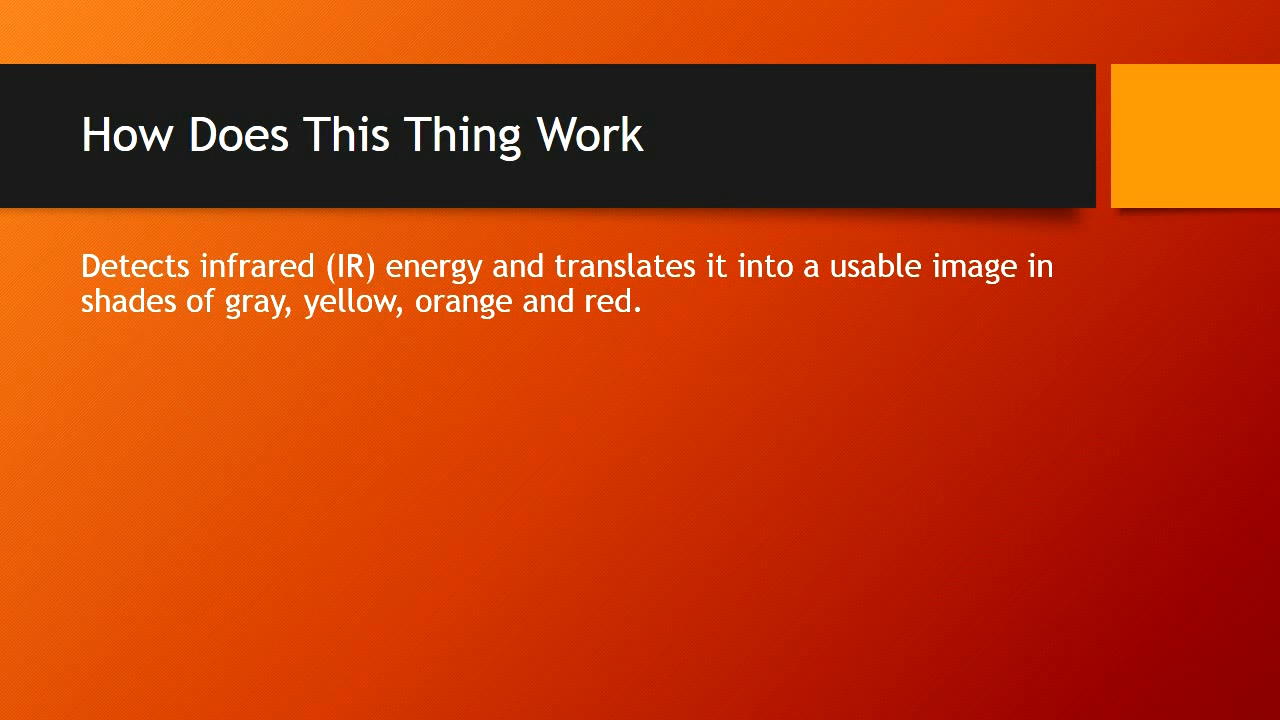 How Does This Thing Work
Detects infrared (IR) energy and translates it into a usable image in
shades of gray, yellow, orange and red.